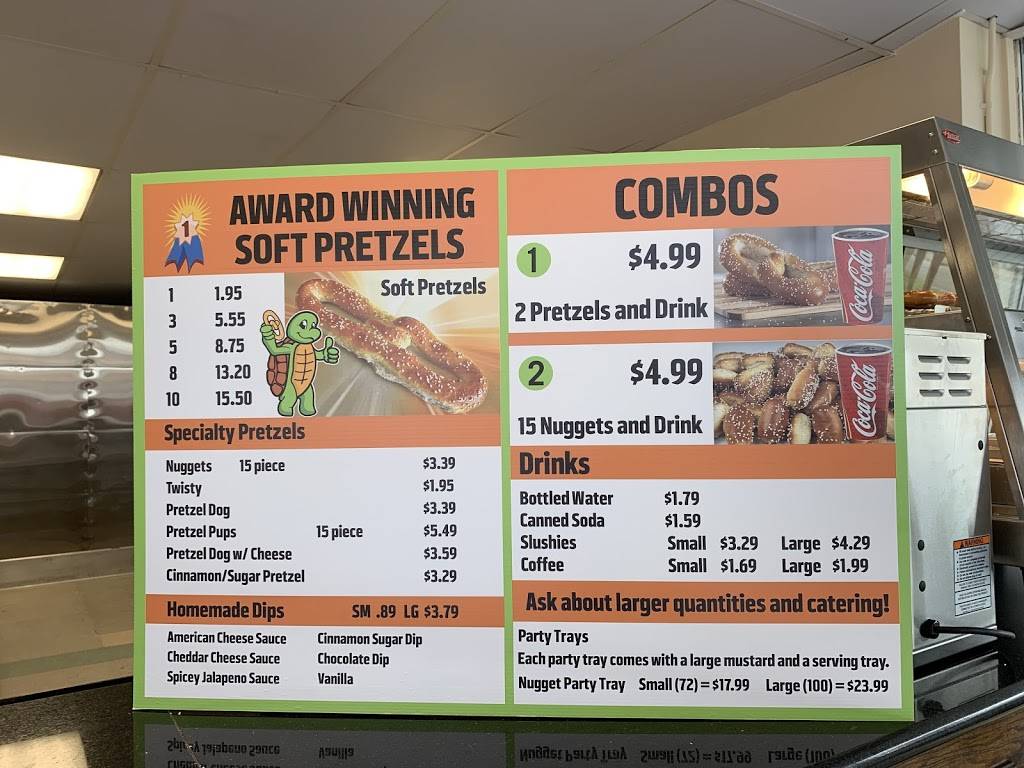 1
AWARD WINNING
SOFT PRETZELS
Soft Pretzels
1 1.95
3 5.55
5 8.75
8 13.20
10 15.50
Specialty Pretzels
Nuggets 15 piece $3.39
Twisty $1.95
Pretzel Dog $3.39
Pretzel Pups 15 piece $5.49
Pretzel Dog w/ Cheese $3.59
Cinnamon/Sugar Pretzel $3.29
Homemade Dips SM .89 LG $3.79
American Cheese Sauce Cinnamon Sugar Dip
Cheddar Cheese Sauce Chocolate Dip
Spicey Jalapeno Sauce Vanilla
COMBOS
1 $4.99
2 Pretzels and Drink
Coca-Cola
2 $4.99
15 Nuggets and Drink
Coca-Cola
Drinks
Bottled Water $1.79
Canned Soda $1.59
Slushies Small $3.29 Large $4.29
Coffee Small $1.69 Large $1.99
Ask about larger quantities and catering!
Party Trays
Each party tray comes with a large mustard and a serving tray.
Nugget Party Tray Small (72) = $17.99 Large (100) = $23.99